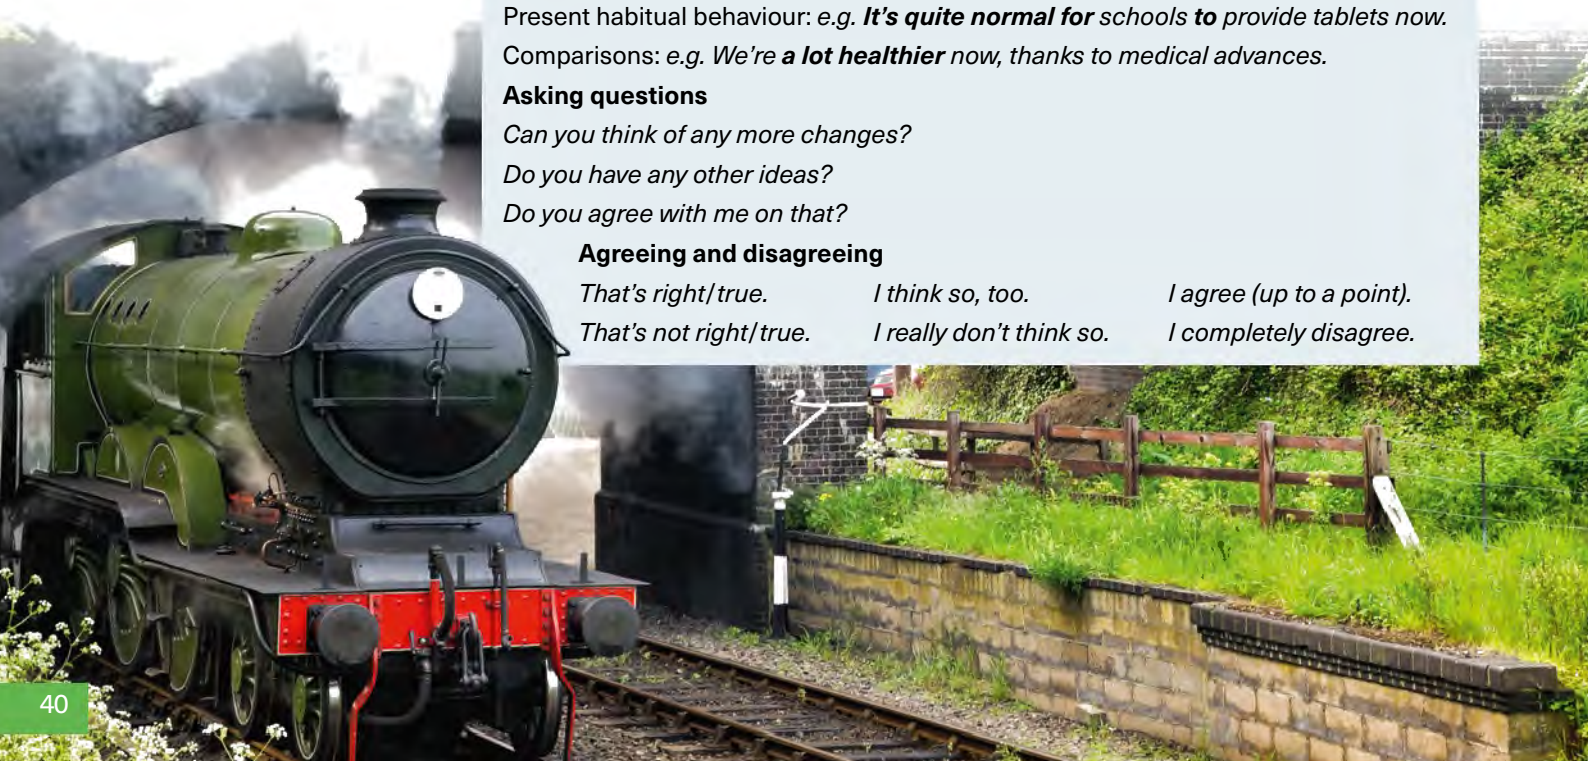 Present habitual behaviour: e.g. It's quite normal for schools to provide tablets now.
Comparisons: e.g. We're a lot healthier now, thanks to medical advances.
Asking questions
Can you think of any more changes?
Do you have any other ideas?
Do you agree with me on that?
Agreeing and disagreeing
That's right/true. I think so, too. I agree (up to a point).
That's not right/true. I really don't think so. I completely disagree.
40